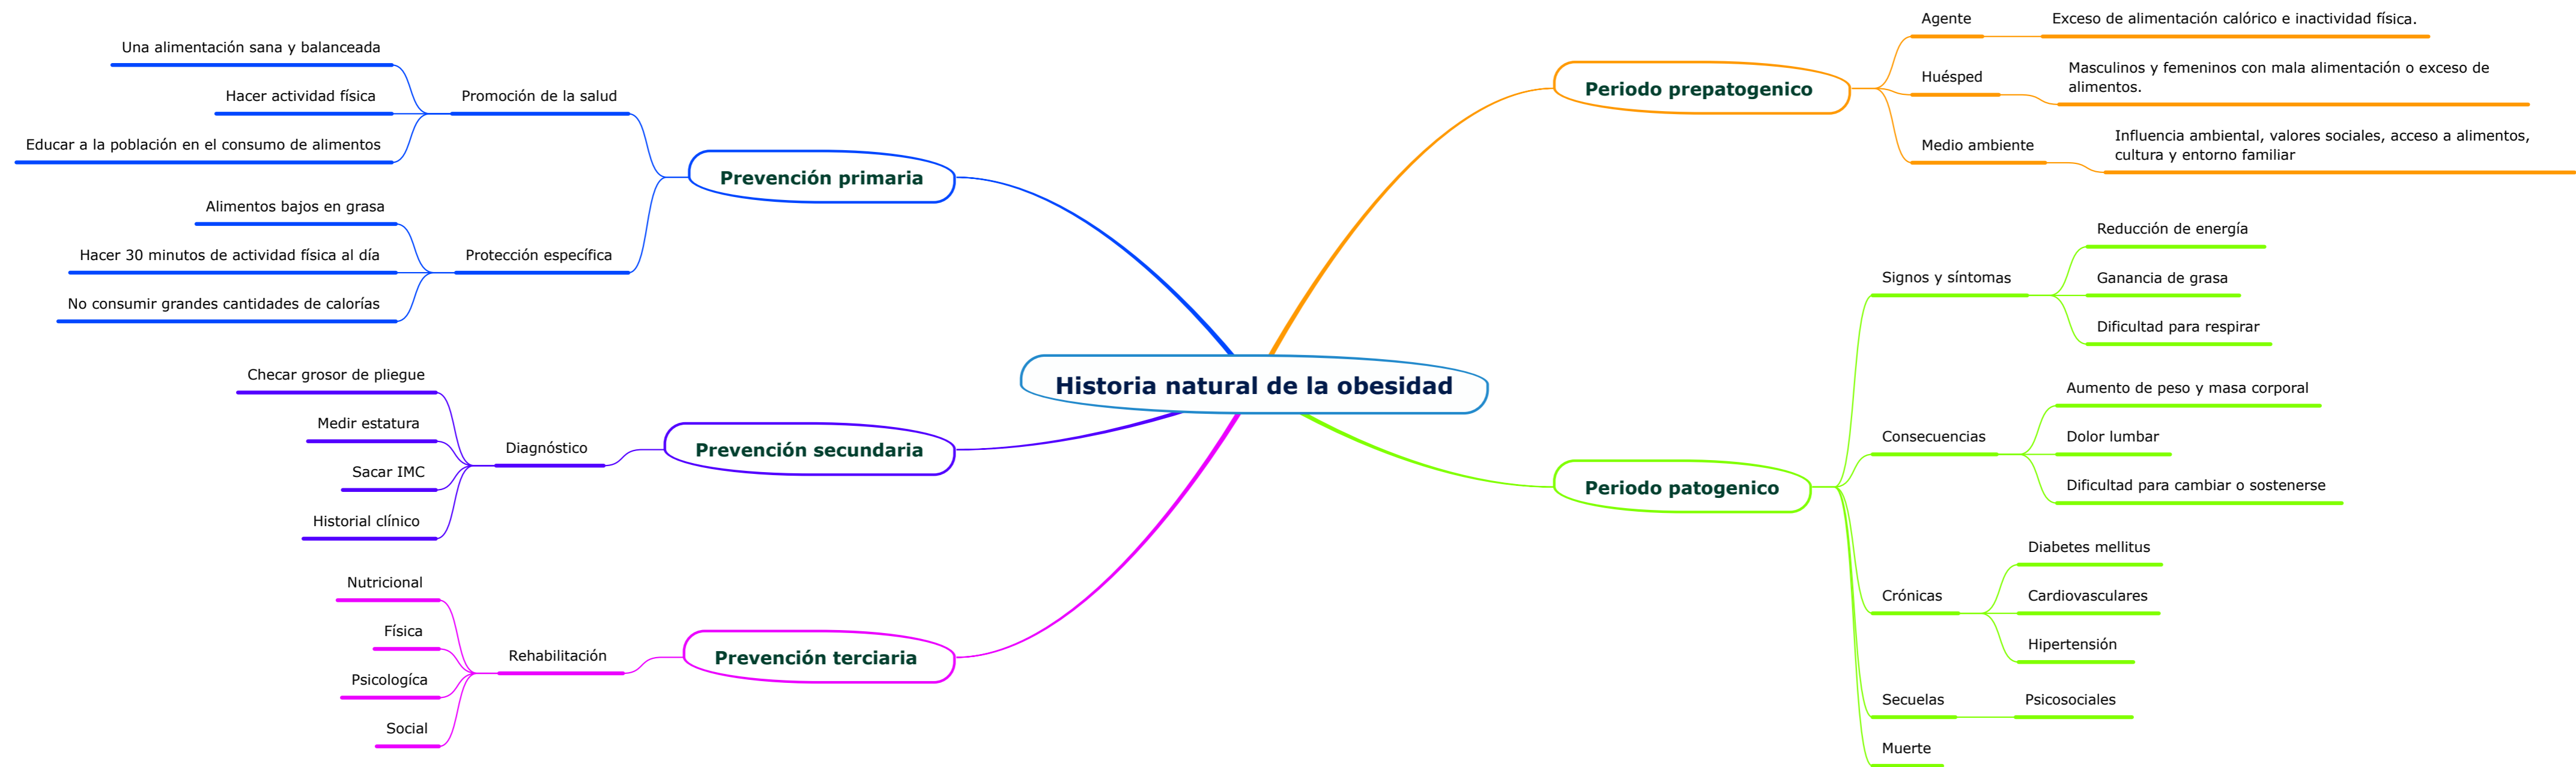 Historia natural de la obesidad
Periodo prepatogenico
Agente
Exceso de alimentación calórico e inactividad física.
Huésped
Masculinos y femeninos con mala alimentación o exceso de
alimentos.
Medio ambiente
Influencia ambiental, valores sociales, acceso a alimentos,
cultura y entorno familiar
Periodo patogenico
Signos y síntomas
Reducción de energía
Ganancia de grasa
Dificultad para respirar
Consecuencias
Aumento de peso y masa corporal
Dolor lumbar
Dificultad para cambiar o sostenerse
Crónicas
Diabetes mellitus
Cardiovasculares
Hipertensión
Secuelas
Psicosociales
Muerte
Prevención primaria
Promoción de la salud
Una alimentación sana y balanceada
Hacer actividad física
Educar a la población en el consumo de alimentos
Protección específica
Alimentos bajos en grasa
Hacer 30 minutos de actividad física al día
No consumir grandes cantidades de calorías
Prevención secundaria
Diagnóstico
Checar grosor de pliegue
Medir estatura
Sacar IMC
Historial clínico
Prevención terciaria
Rehabilitación
Nutricional
Física
Psicologíca
Social